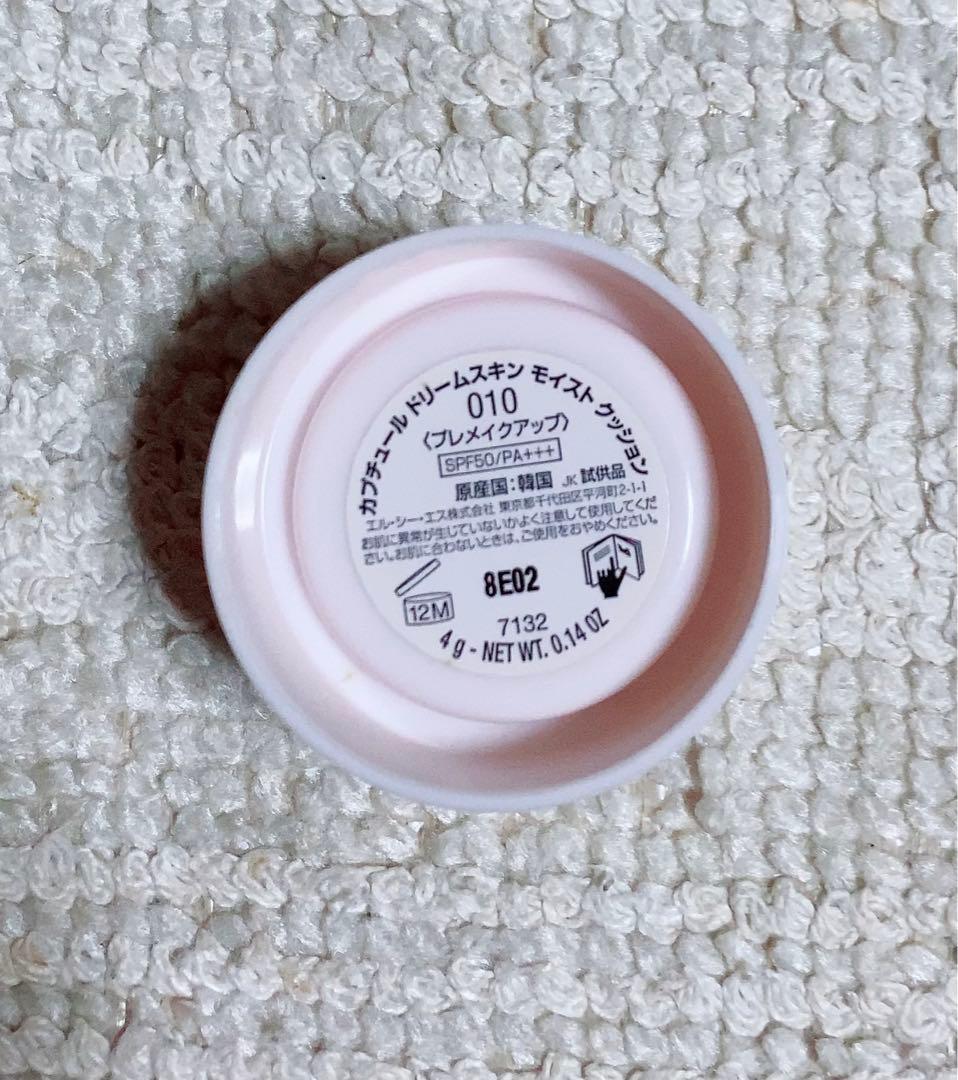 カプチュール ドリームスキン モイスト クッション
010
〈プレメイクアップ〉
SPF50/PA+++
原産国:韓国 JK 試供品
エル・シー・エス株式会社 東京都千代田区平河町2-1-1
お肌に異常が生じていないかよく注意して使用してくだ
さい。お肌に合わないときは、ご使用をおやめください。
12M
8E02
7132
4 g - NET WT. 0.14 OZ